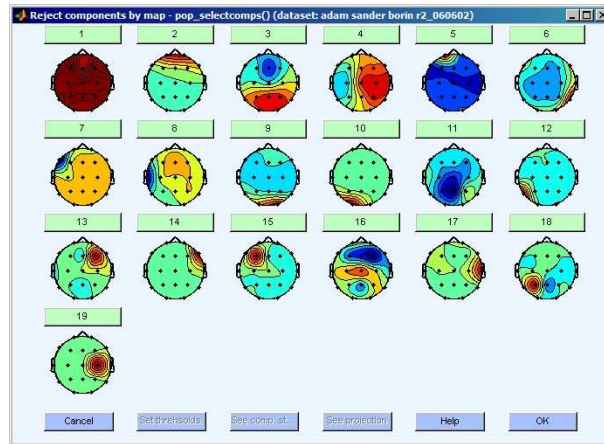 Reject components by map - pop_selectcomps() (dataset: adam sander borin r2_060602)
1 2 3 4 5 6
7 8 9 10 11 12
13 14 15 16 17 18
19
Cancel Set threhsolds See comp. st... See projection Help OK